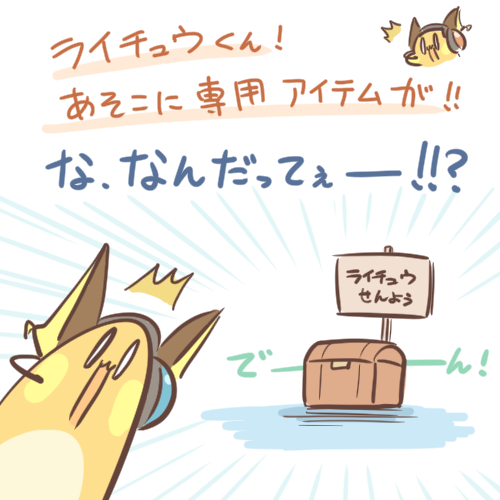 ライチュウくん!
あそこに専用アイテムが!!
な、なんだってぇー!!?
ライチュウ
せんよう
でーん!